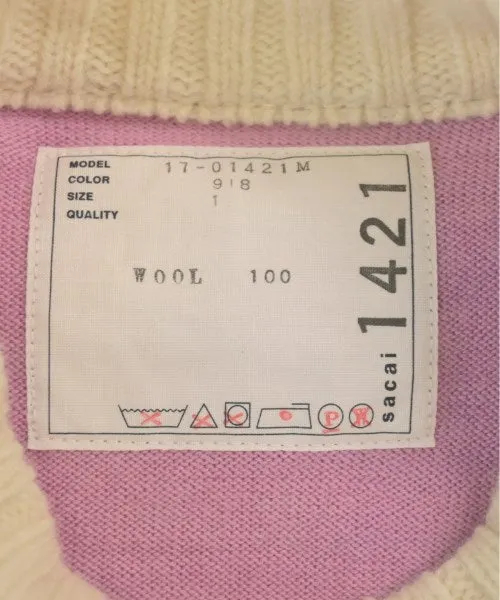 MODEL 17-01421M
COLOR 918
SIZE 1
QUALITY
WOOL 100
sacai 1421
P
W